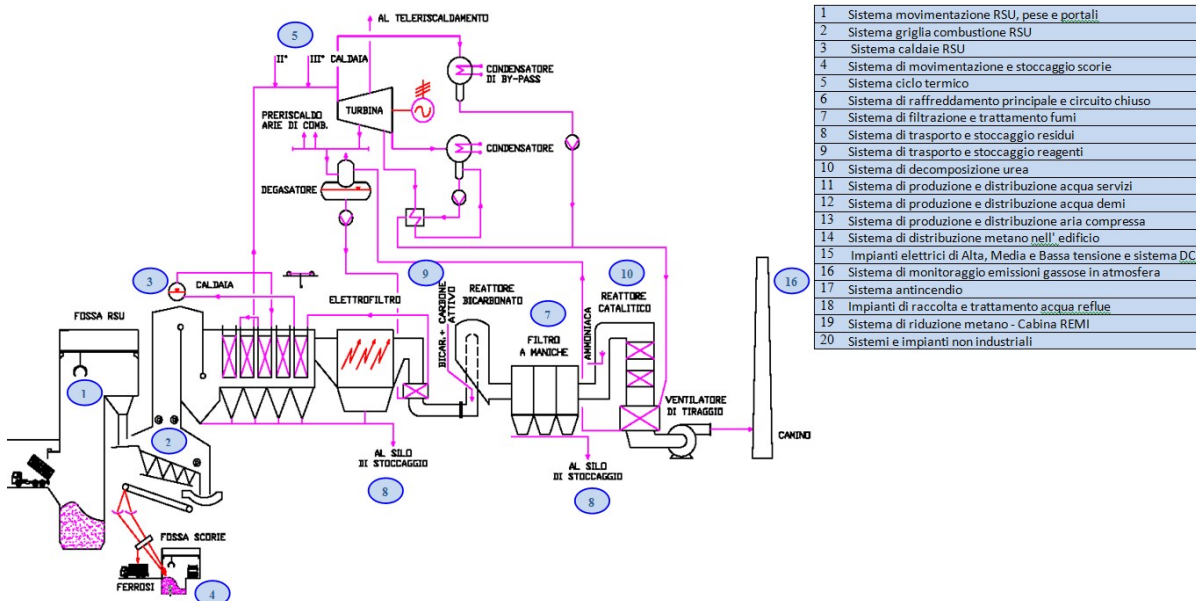 AL TELERISCALDAMENTO
5
II° III° CALDAIA
CONDENSATORE
DI BY-PASS
TURBINA
PRERISCALDO
ARIE DI COMB.
CONDENSATORE
DEGASATORE
3
CALDAIA
9
10
16
REATTORE
BICARBONATO
REATTORE
CATALITICO
ELETTROFILTRO
BICAR.+ CARBONE
ATTIVO
7
FOSSA RSU
FILTRO
A MANICHE
AMMONIACA
1
VENTILATORE
DI TIRAGGIO
2
CAMINO
AL SILO
DI STOCCAGGIO
8
AL SILO
DI STOCCAGGIO
8
FOSSA SCORIE
FERROSI
4
1 Sistema movimentazione RSU, pese e portali
2 Sistema griglia combustione RSU
3 Sistema caldaie RSU
4 Sistema di movimentazione e stoccaggio scorie
5 Sistema ciclo termico
6 Sistema di raffreddamento principale e circuito chiuso
7 Sistema di filtrazione e trattamento fumi
8 Sistema di trasporto e stoccaggio residui
9 Sistema di trasporto e stoccaggio reagenti
10 Sistema di decomposizione urea
11 Sistema di produzione e distribuzione acqua servizi
12 Sistema di produzione e distribuzione acqua demi
13 Sistema di produzione e distribuzione aria compressa
14 Sistema di distribuzione metano nell' edificio
15 Impianti elettrici di Alta, Media e Bassa tensione e sistema DC
16 Sistema di monitoraggio emissioni gassose in atmosfera
17 Sistema antincendio
18 Impianti di raccolta e trattamento acqua reflue
19 Sistema di riduzione metano - Cabina REMI
20 Sistemi e impianti non industriali